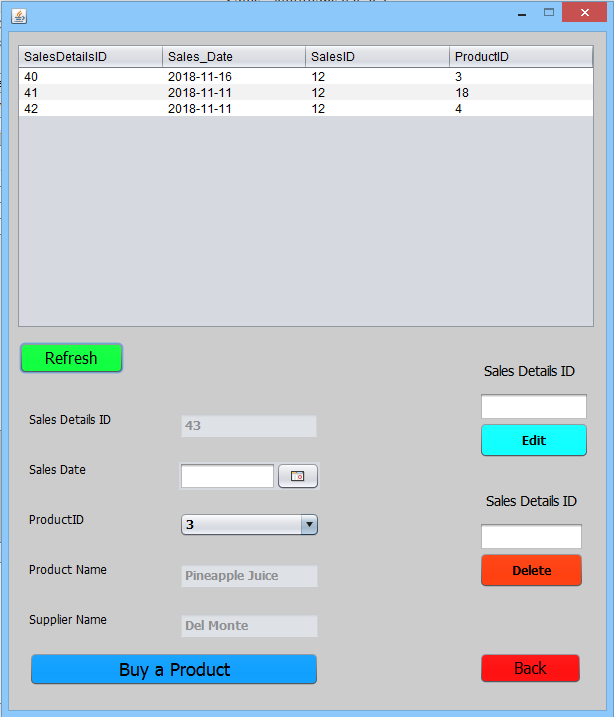 SalesDetailsID Sales_Date SalesID ProductID
40 2018-11-16 12 3
41 2018-11-11 12 18
42 2018-11-11 12 4
Refresh
Sales Details ID
Sales Details ID 43
Edit
Sales Date
Sales Details ID
ProductID 3
Product Name Pineapple Juice
Delete
Supplier Name Del Monte
Buy a Product
Back